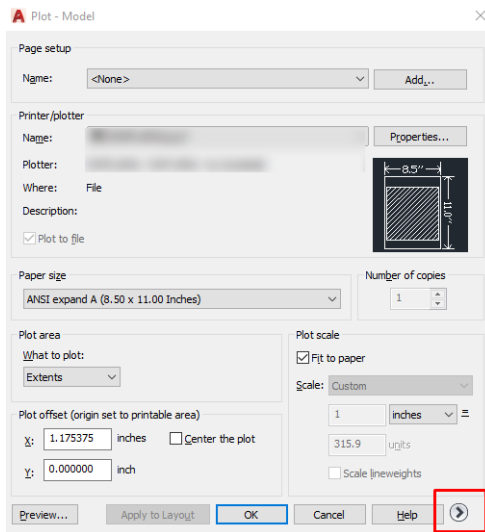 Plot - Model
Page setup
Name: <None> Add...
Printer/plotter
Name: Properties...
Plotter:
Where: File
Description:
Plot to file
8.5"
11.0"
Paper size
ANSI expand A (8.50 x 11.00 Inches)
Number of copies
1
Plot area
What to plot:
Extents
Plot scale
Fit to paper
Scale: Custom
1 inches =
315.9 units
Scale lineweights
Plot offset (origin set to printable area)
X: 1.175375 inches Center the plot
Y: 0.000000 inch
Preview... Apply to Layout OK Cancel Help